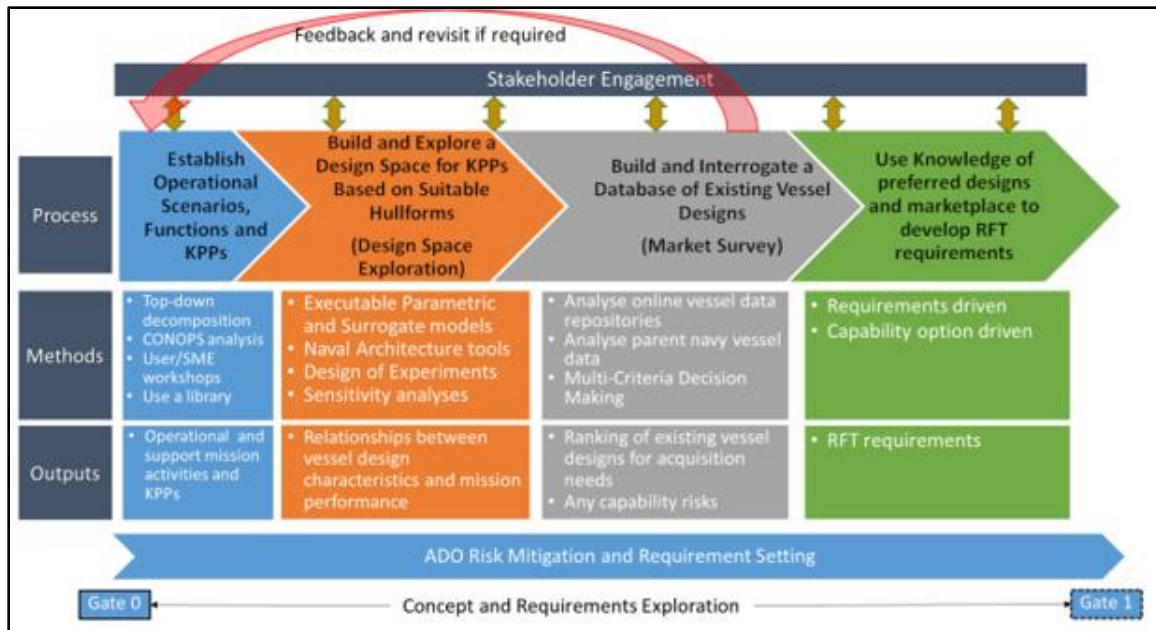 Feedback and revisit if required
Stakeholder Engagement
Process
Establish
Operational
Scenarios,
Functions and
KPPs
Build and Explore a
Design Space for KPPs
Based on Suitable
Hullforms
(Design Space
Exploration)
Build and Interrogate a
Database of Existing Vessel
Designs
(Market Survey)
Use Knowledge of
preferred designs
and marketplace to
develop RFT
requirements
Methods
• Top-down
decomposition
• CONOPS analysis
• User/SME
workshops
• Use a library
• Executable Parametric
and Surrogate models
• Naval Architecture tools
• Design of Experiments
• Sensitivity analyses
• Analyse online vessel data
repositories
• Analyse parent navy vessel
data
• Multi-Criteria Decision
Making
• Requirements driven
• Capability option driven
Outputs
• Operational and
support mission
activities and
KPPs
• Relationships between
vessel design
characteristics and mission
performance
• Ranking of existing vessel
designs for acquisition
needs
• Any capability risks
• RFT requirements
ADO Risk Mitigation and Requirement Setting
Gate 0
Concept and Requirements Exploration
Gate 1